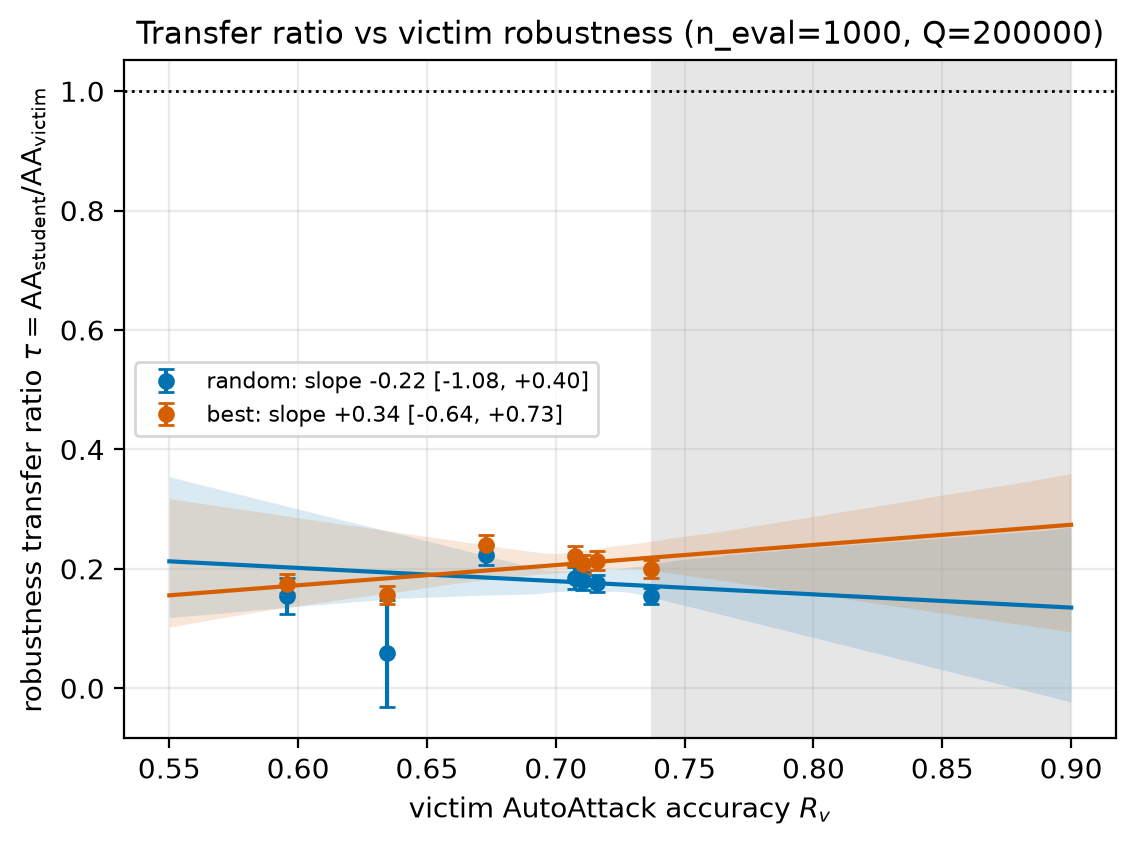 Transfer ratio vs victim robustness (n_eval=1000, Q=200000)
robustness transfer ratio τ = AA_student/AA_victim
1.0
0.8
0.6
0.4
0.2
0.0
random: slope -0.22 [-1.08, +0.40]
best: slope +0.34 [-0.64, +0.73]
0.55 0.60 0.65 0.70 0.75 0.80 0.85 0.90
victim AutoAttack accuracy R_v